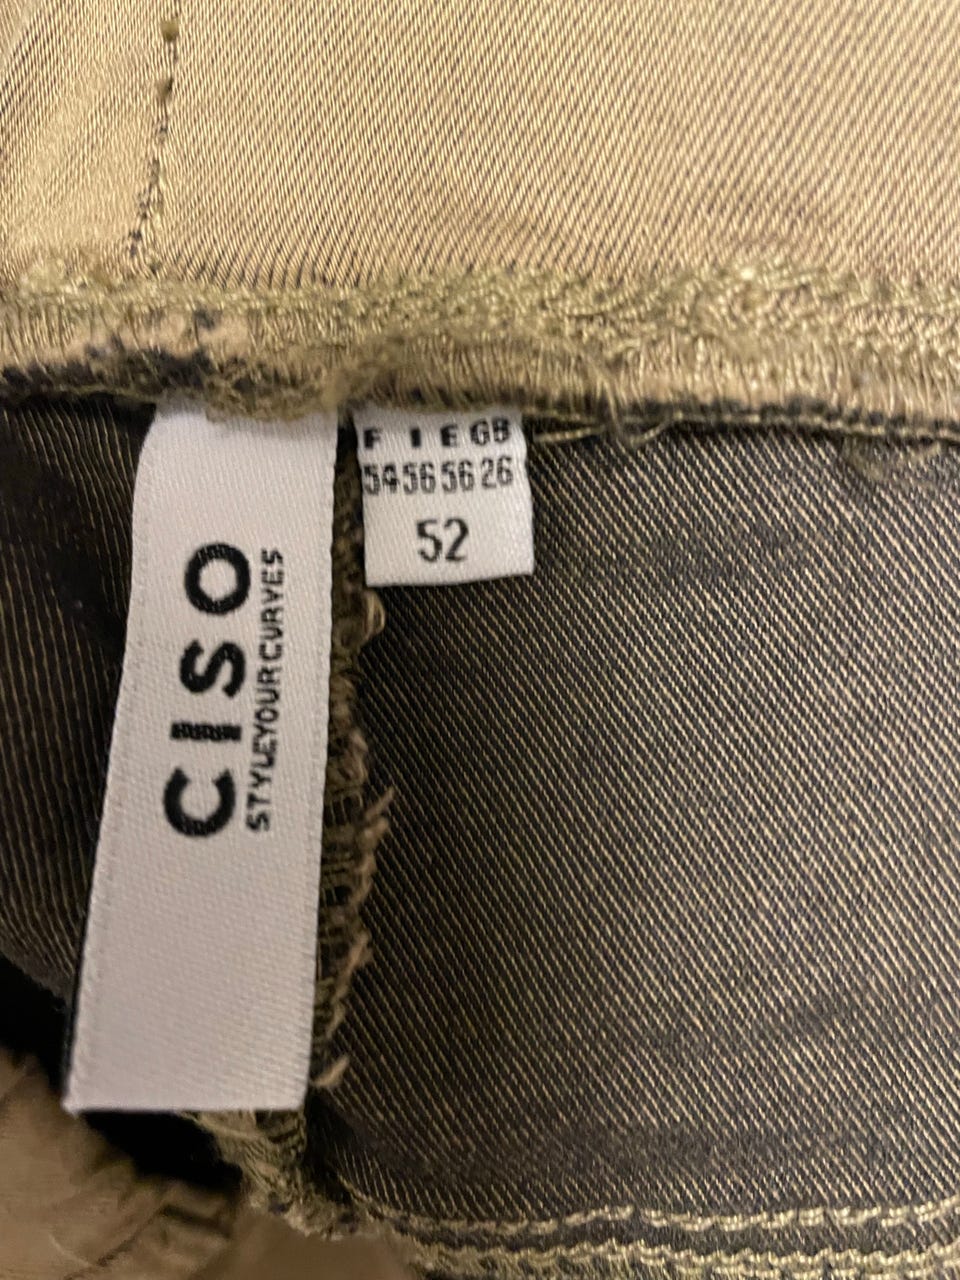 CISO
STYLEYOURCURVES
F I E GB
54 56 56 26
52